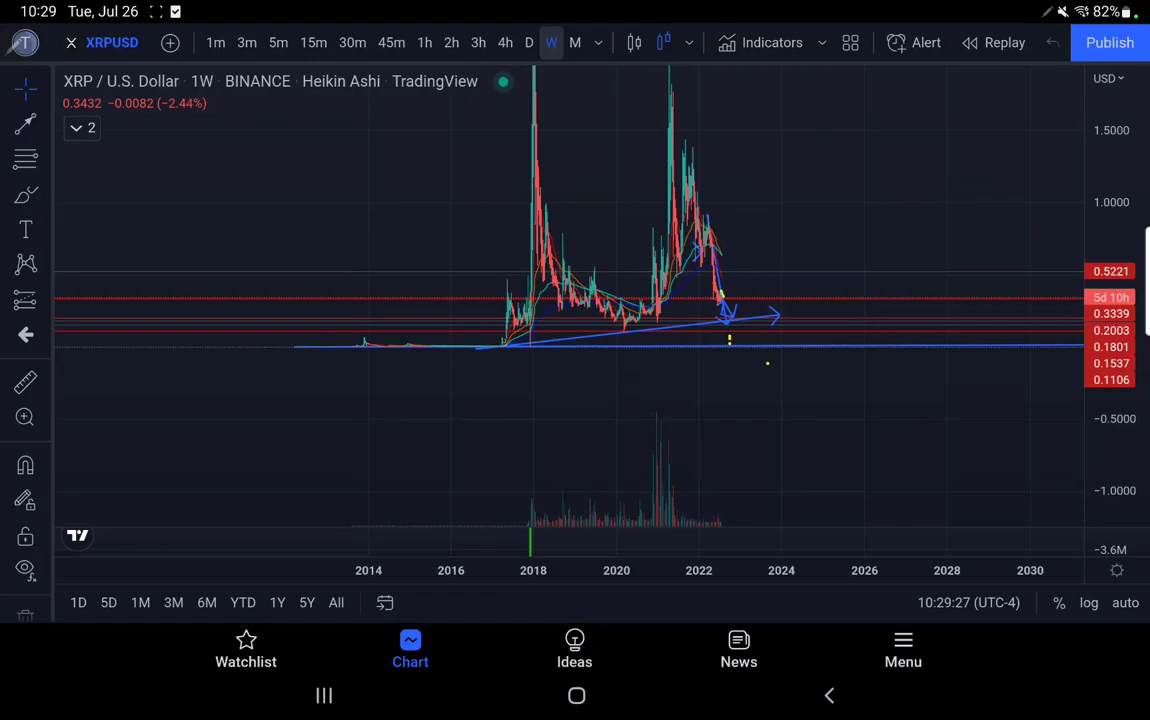 10:29 Tue, Jul 26 82%
T XRPUSD 1m 3m 5m 15m 30m 45m 1h 2h 3h 4h D W M Indicators Alert Replay Publish
XRP / U.S. Dollar · 1W · BINANCE · Heikin Ashi · TradingView
USD
0.3432 −0.0082 (−2.44%)
2
1.5000
1.0000
0.5221
5d 10h
0.3339
0.2003
0.1801
0.1537
0.1106
−0.5000
−1.0000
−3.6M
2014 2016 2018 2020 2022 2024 2026 2028 2030
1D 5D 1M 3M 6M YTD 1Y 5Y All 10:29:27 (UTC-4) % log auto
Watchlist Chart Ideas News Menu